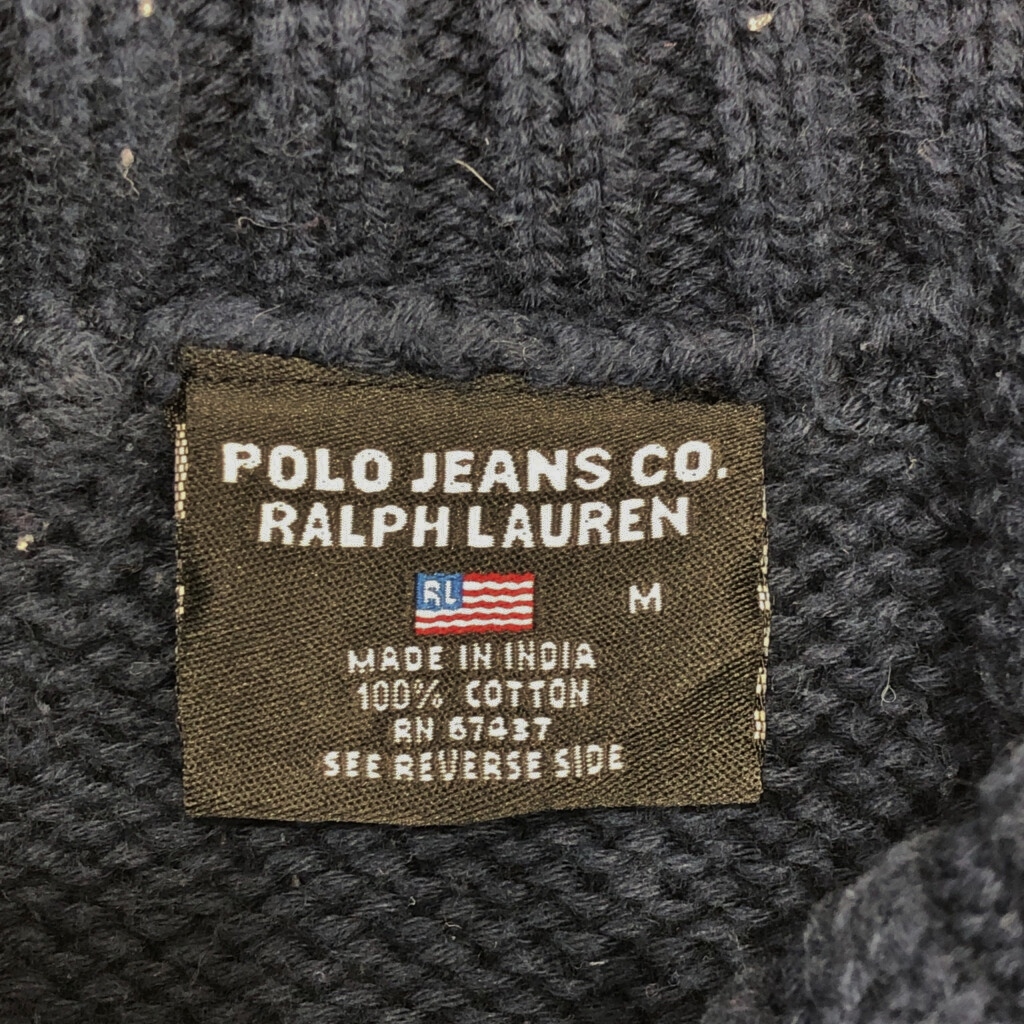 POLO JEANS CO.
RALPH LAUREN
RL
M
MADE IN INDIA
100% COTTON
RN 67437
SEE REVERSE SIDE